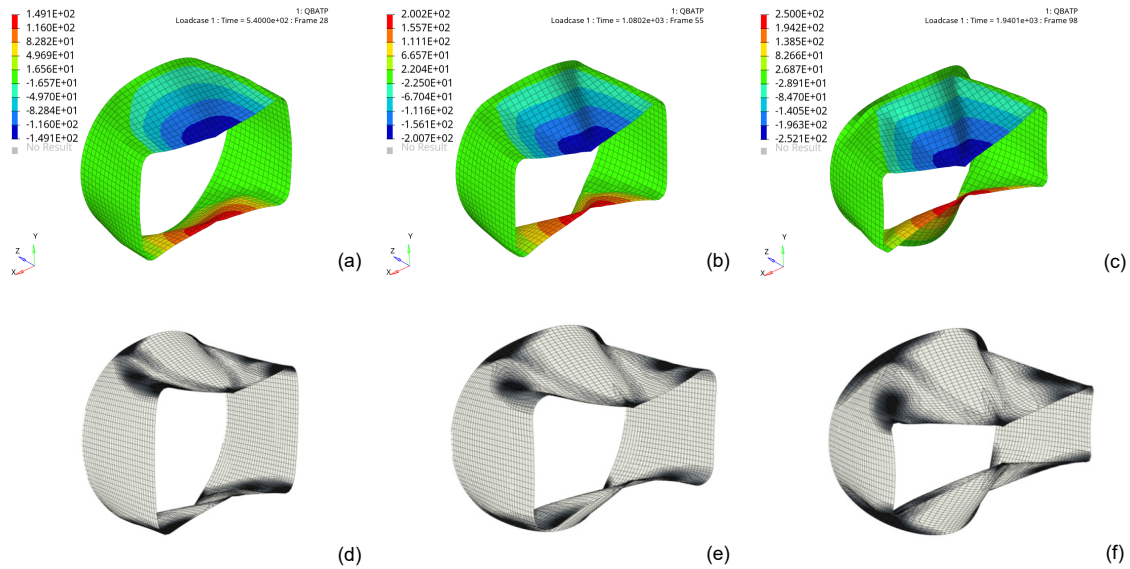 1: QBATP
Loadcase 1 : Time = 5.4000e+02 : Frame 28
1.491E+02
1.160E+02
8.282E+01
4.969E+01
1.656E+01
-1.657E+01
-4.970E+01
-8.284E+01
-1.160E+02
-1.491E+02
No Result
Y
Z
X
(a)
1: QBATP
Loadcase 1 : Time = 1.0802e+03 : Frame 55
2.002E+02
1.557E+02
1.111E+02
6.657E+01
2.204E+01
-2.250E+01
-6.704E+01
-1.116E+02
-1.561E+02
-2.007E+02
No Result
Y
Z
X
(b)
1: QBATP
Loadcase 1 : Time = 1.9401e+03 : Frame 98
2.500E+02
1.942E+02
1.385E+02
8.266E+01
2.687E+01
-2.891E+01
-8.470E+01
-1.405E+02
-1.963E+02
-2.521E+02
No Result
Y
Z
X
(c)
(d)
(e)
(f)